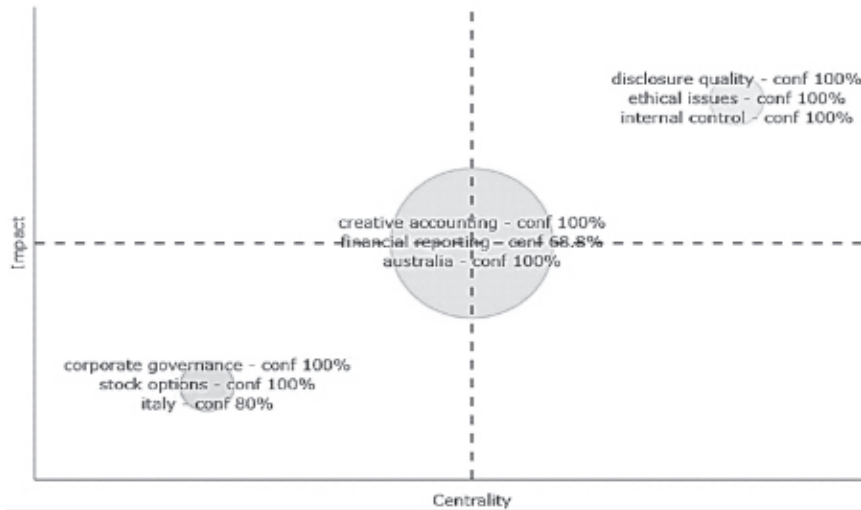 disclosure quality - conf 100%
ethical issues - conf 100%
internal control - conf 100%
creative accounting - conf 100%
financial reporting - conf 68.8%
australia - conf 100%
Impact
corporate governance - conf 100%
stock options - conf 100%
italy - conf 80%
Centrality